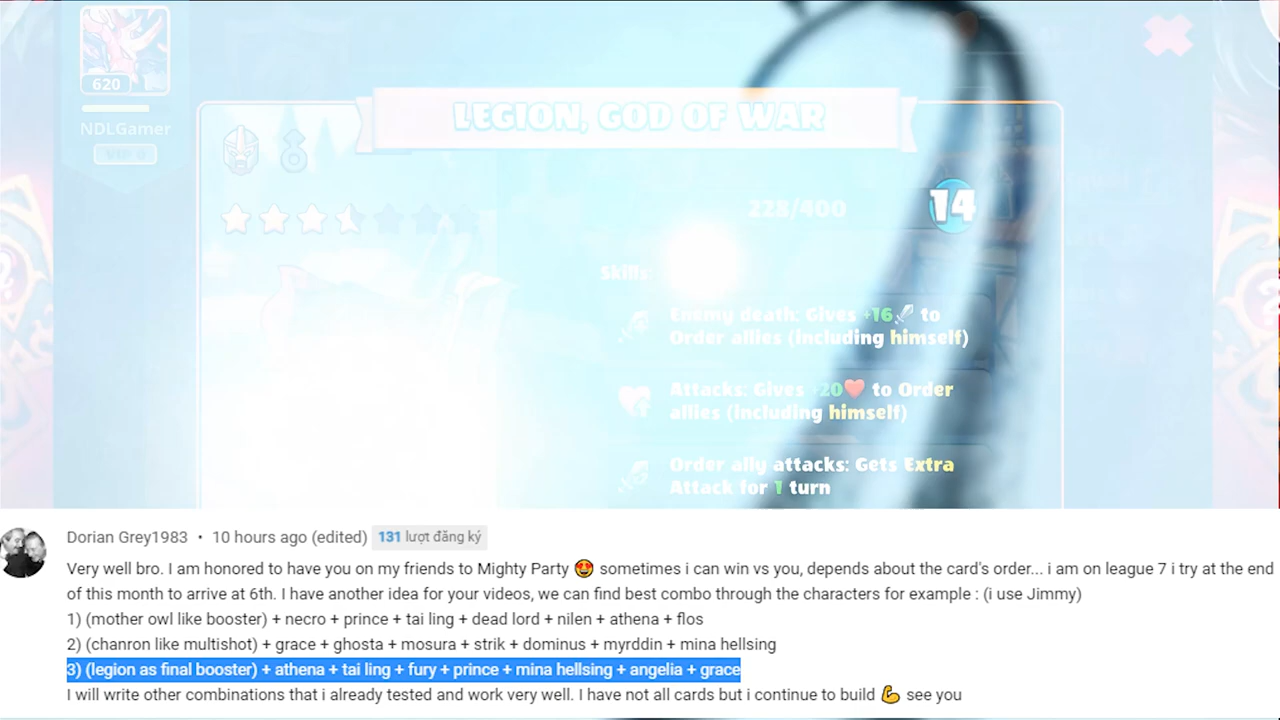 620
NDLGamer
LEGION, GOD OF WAR
228/400
14
Skills:
Enemy death: Gives +16 to
Order allies (including himself)
Attacks: Gives +20❤️ to Order
allies (including himself)
Order ally attacks: Gets Extra
Attack for 1 turn
Dorian Grey1983 • 10 hours ago (edited) 131 lượt đăng ký
Very well bro. I am honored to have you on my friends to Mighty Party 😍 sometimes i can win vs you, depends about the card's order... i am on league 7 i try at the end
of this month to arrive at 6th. I have another idea for your videos, we can find best combo through the characters for example : (i use Jimmy)
1) (mother owl like booster) + necro + prince + tai ling + dead lord + nilen + athena + flos
2) (chanron like multishot) + grace + ghosta + mosura + strik + dominus + myrddin + mina hellsing
3) (legion as final booster) + athena + tai ling + fury + prince + mina hellsing + angelia + grace
I will write other combinations that i already tested and work very well. I have not all cards but i continue to build 💪 see you